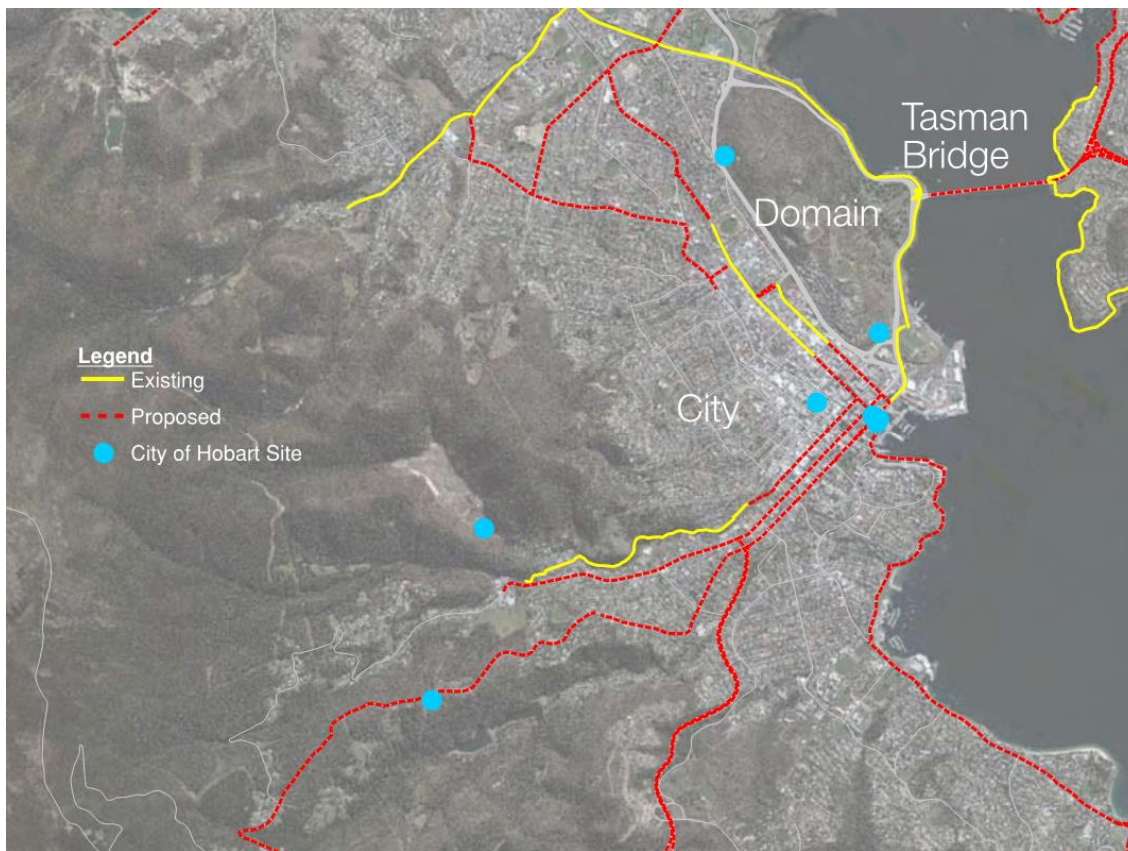 Tasman
Bridge
Domain
Legend
Existing
Proposed
City of Hobart Site
City